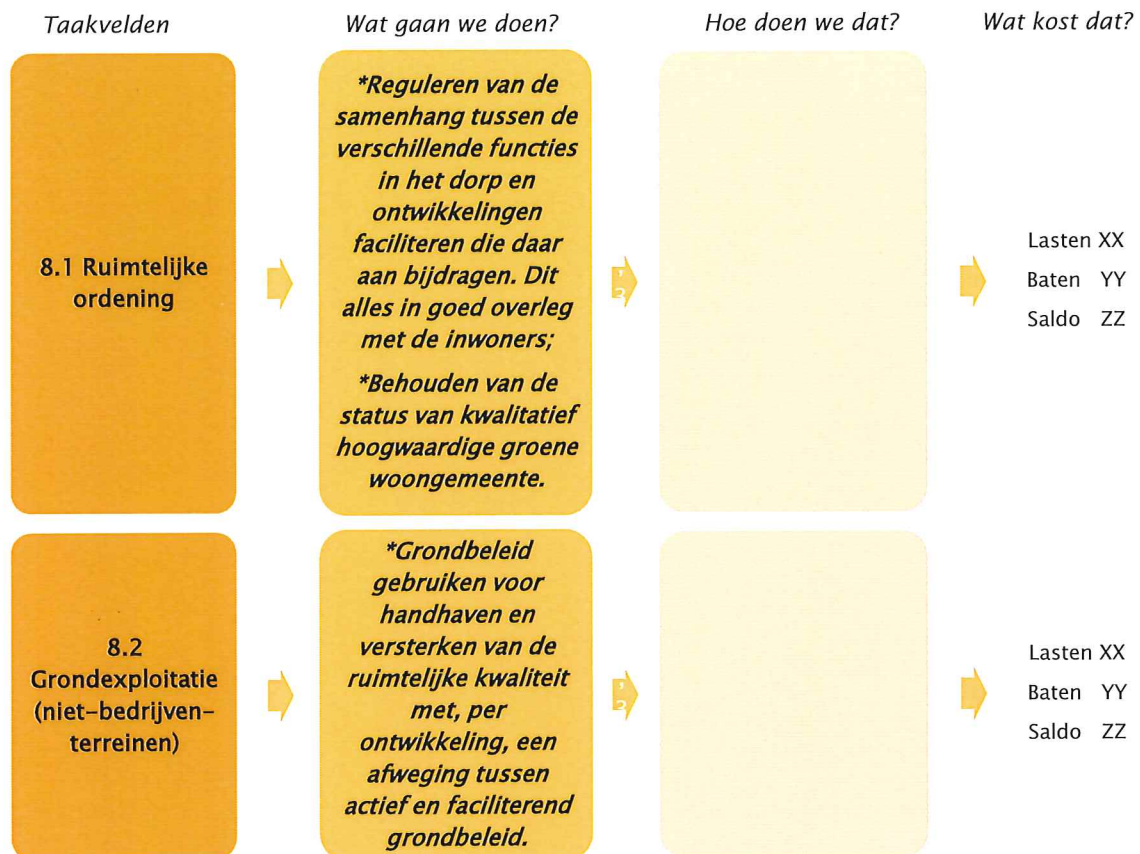 Taakvelden
Wat gaan we doen?
Hoe doen we dat?
Wat kost dat?
8.1 Ruimtelijke
ordening
*Reguleren van de
samenhang tussen de
verschillende functies
in het dorp en
ontwikkelingen
faciliteren die daar
aan bijdragen. Dit
alles in goed overleg
met de inwoners;
*Behouden van de
status van kwalitatief
hoogwaardige groene
woongemeente.
Lasten XX
Baten YY
Saldo ZZ
8.2
Grondexploitatie
(niet-bedrijven-
terreinen)
*Grondbeleid
gebruiken voor
handhaven en
versterken van de
ruimtelijke kwaliteit
met, per
ontwikkeling, een
afweging tussen
actief en faciliterend
grondbeleid.
Lasten XX
Baten YY
Saldo ZZ